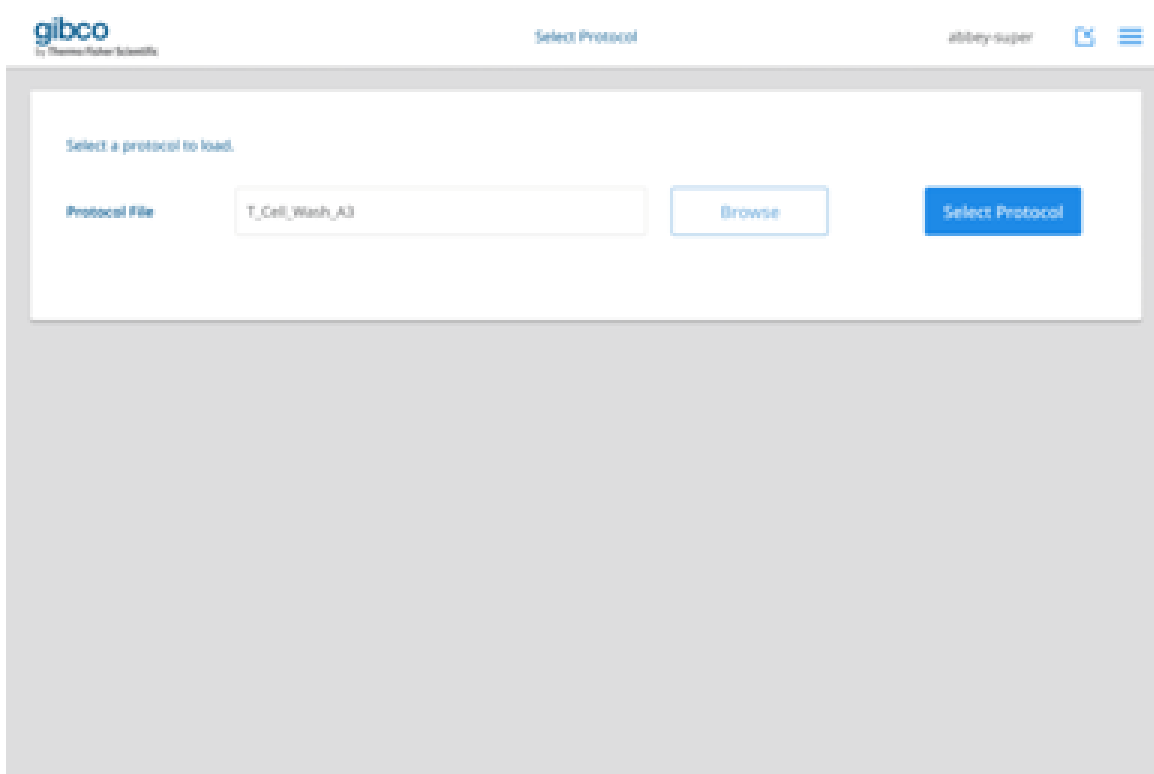 gibco
by Thermo Fisher Scientific
Select Protocol
abbey-super
Select a protocol to load.
Protocol File
T_Cell_Wash_A3
Browse
Select Protocol